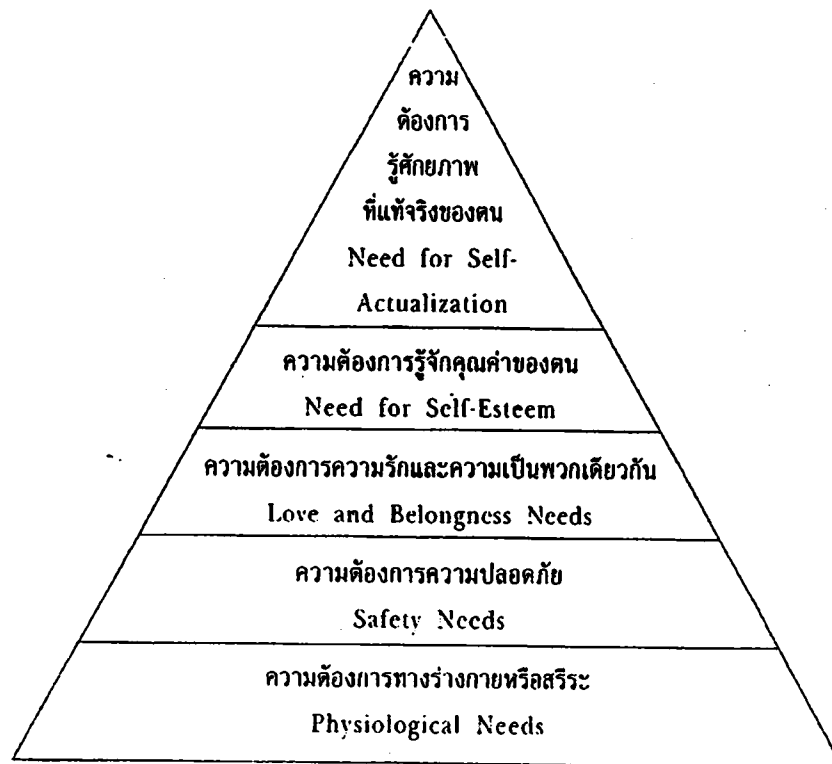 ความ
ต้องการ
รู้ศักยภาพ
ที่แท้จริงของตน
Need for Self-
Actualization
ความต้องการรู้จักคุณค่าของตน
Need for Self-Esteem
ความต้องการความรักและความเป็นพวกเดียวกัน
Love and Belongness Needs
ความต้องการความปลอดภัย
Safety Needs
ความต้องการทางร่างกายหรือสรีระ
Physiological Needs